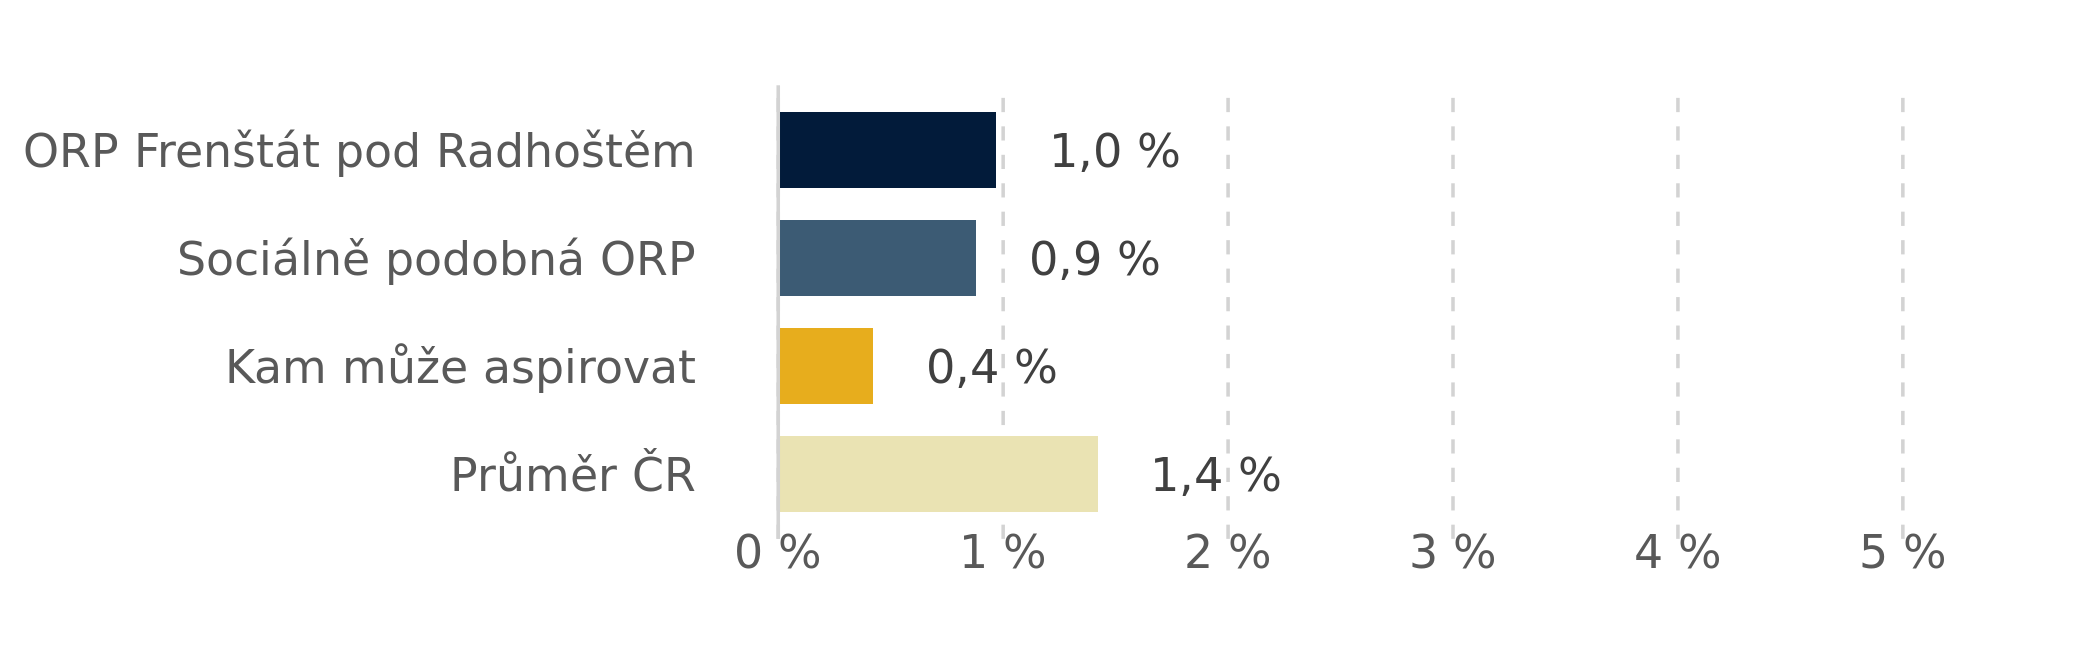 ORP Frenštát pod Radhoštěm 1,0 %
Sociálně podobná ORP 0,9 %
Kam může aspirovat 0,4 %
Průměr ČR 1,4 %
0 % 1 % 2 % 3 % 4 % 5 %